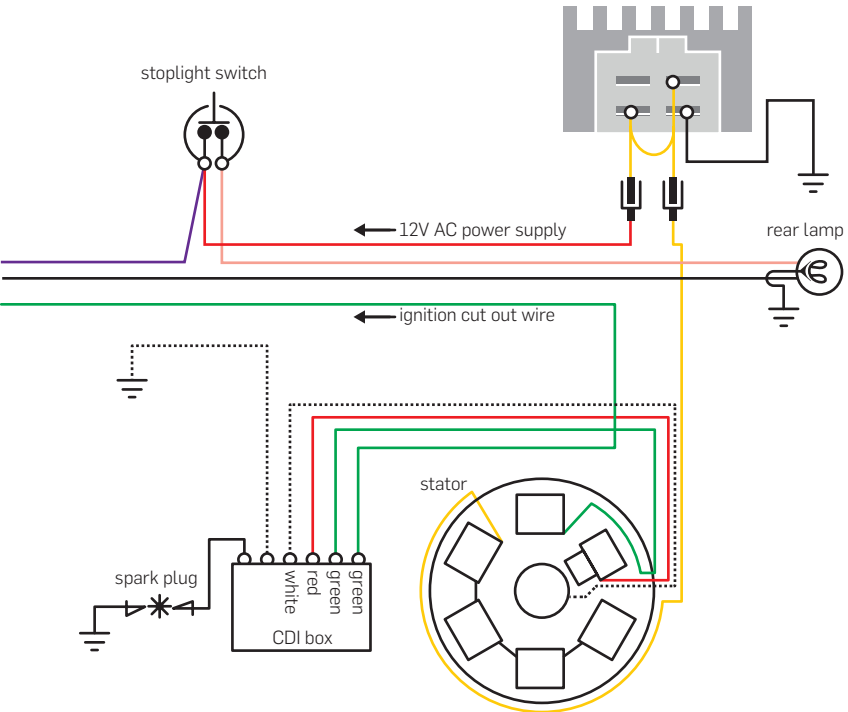 stoplight switch
12V AC power supply
rear lamp
ignition cut out wire
stator
spark plug
white
red
green
green
CDI box